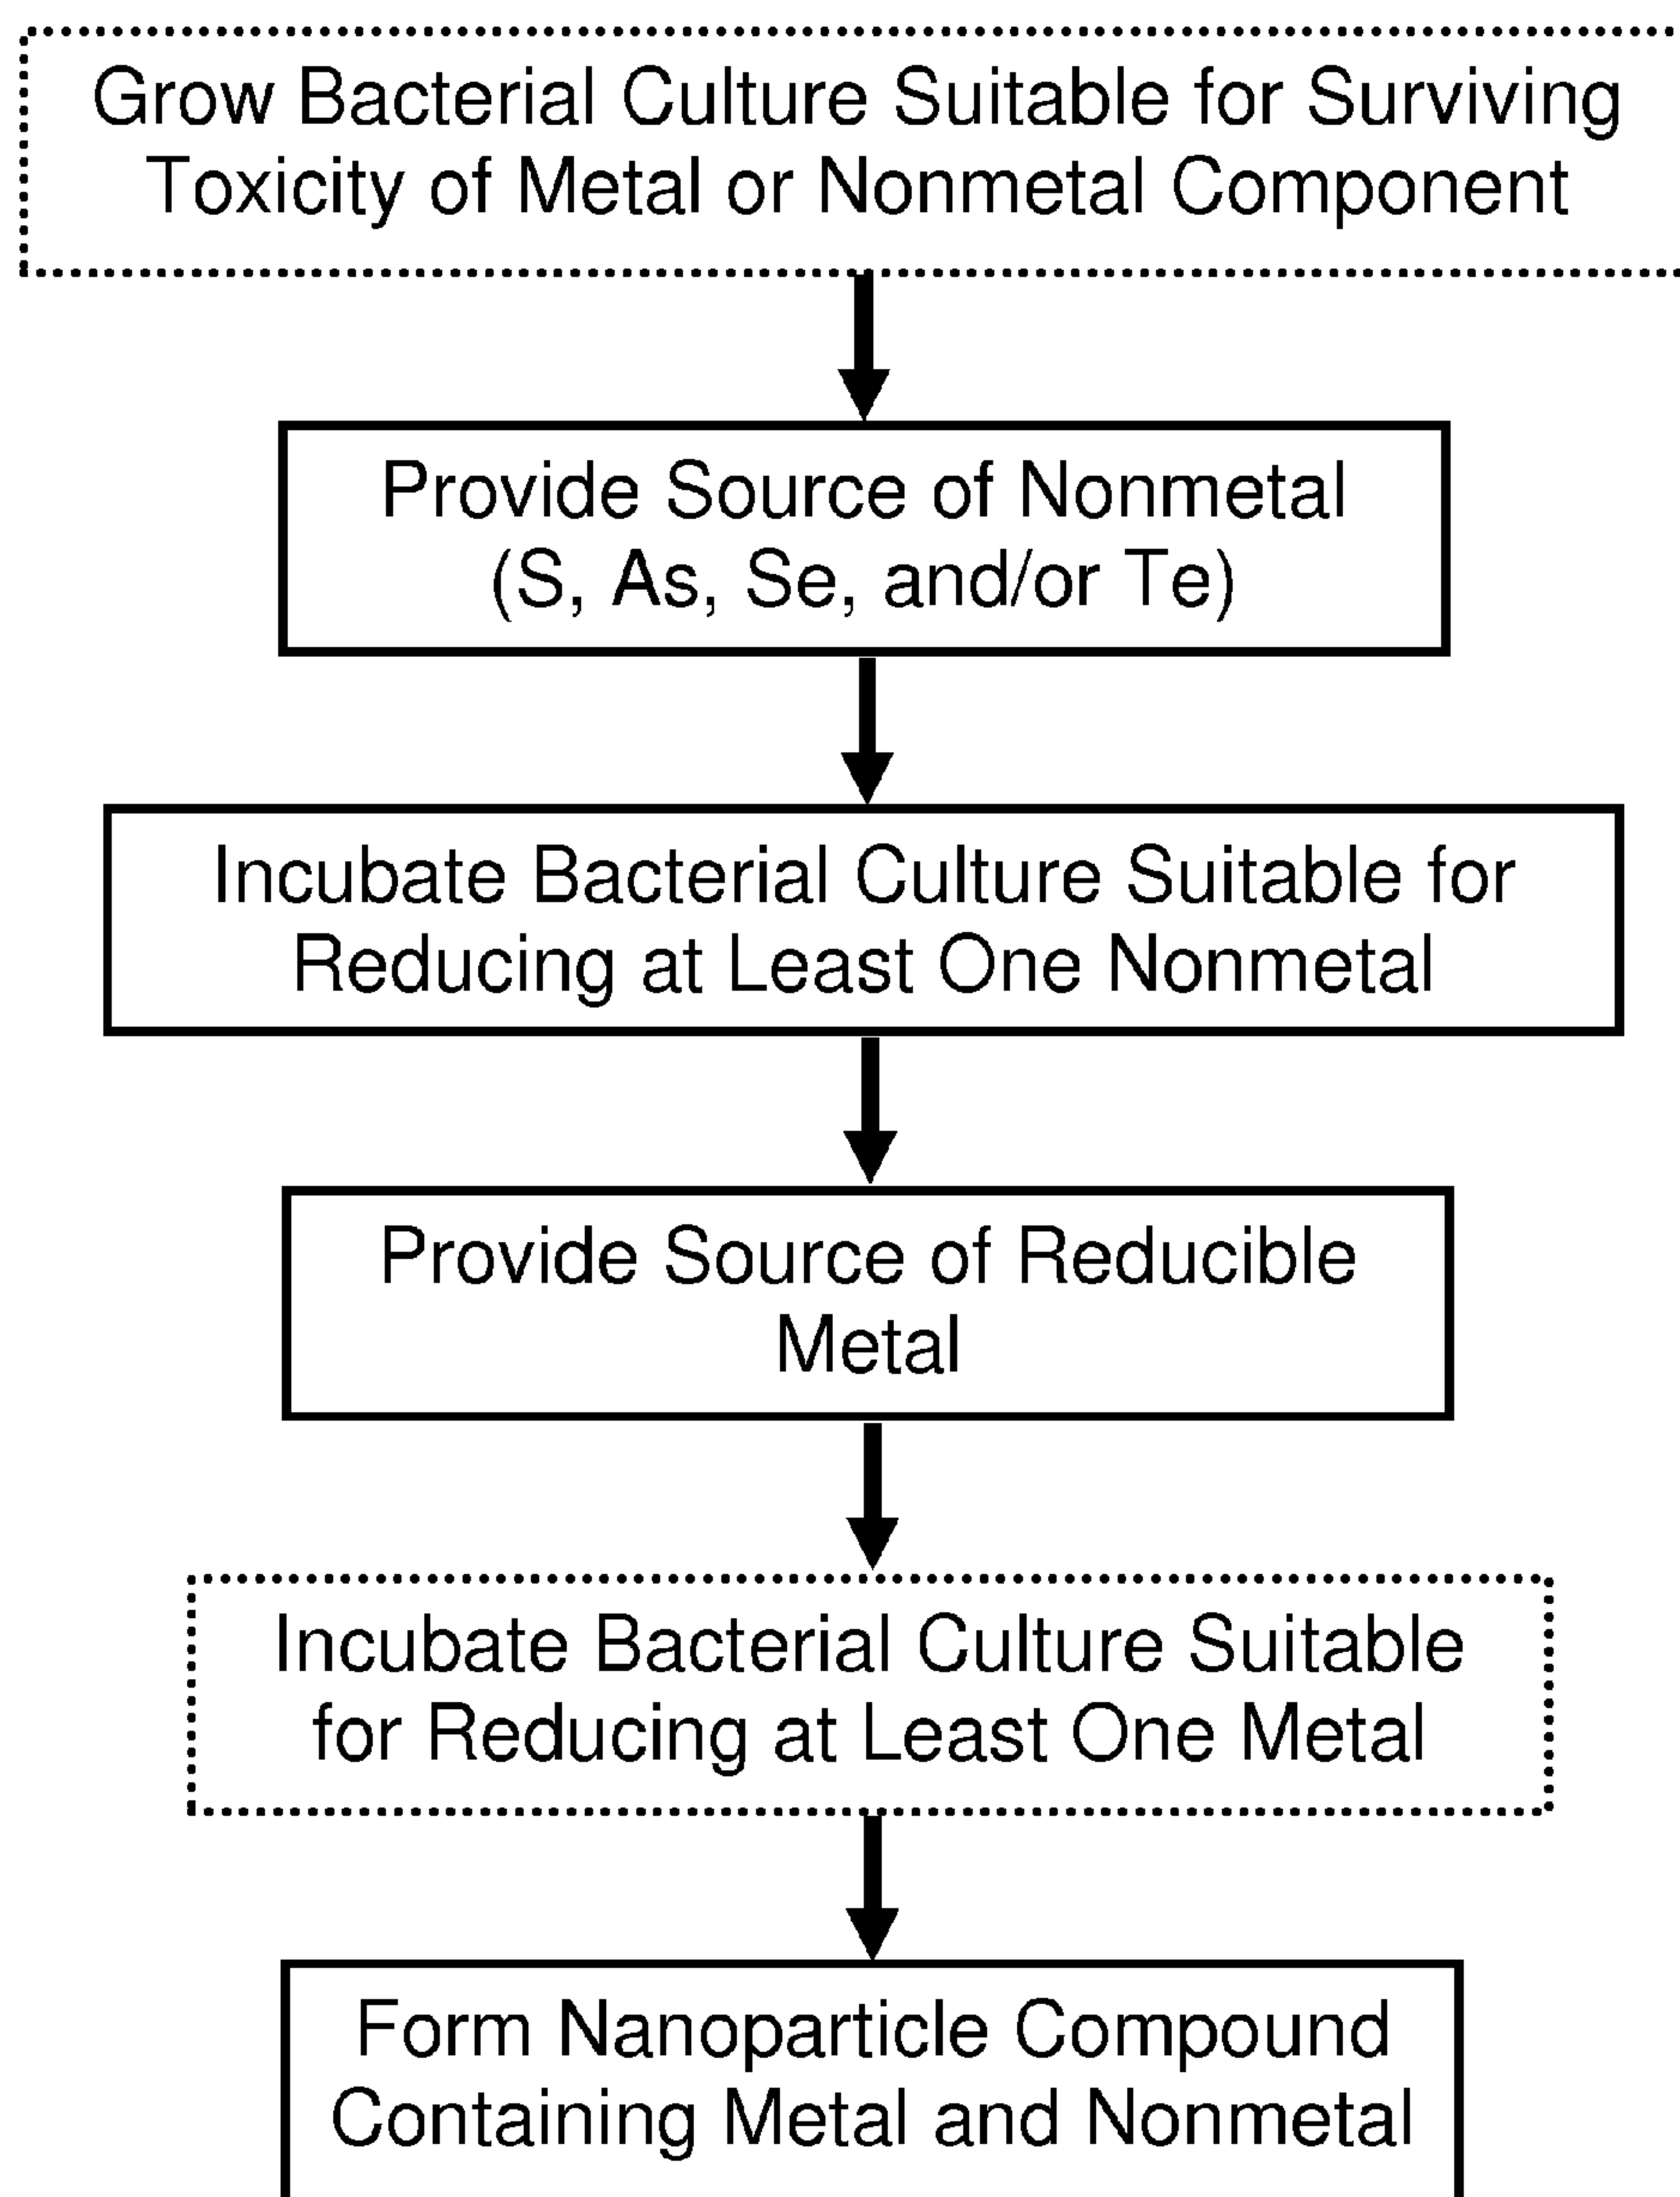 Grow Bacterial Culture Suitable for Surviving
Toxicity of Metal or Nonmetal Component
Provide Source of Nonmetal
(S, As, Se, and/or Te)
Incubate Bacterial Culture Suitable for
Reducing at Least One Nonmetal
Provide Source of Reducible
Metal
Incubate Bacterial Culture Suitable
for Reducing at Least One Metal
Form Nanoparticle Compound
Containing Metal and Nonmetal